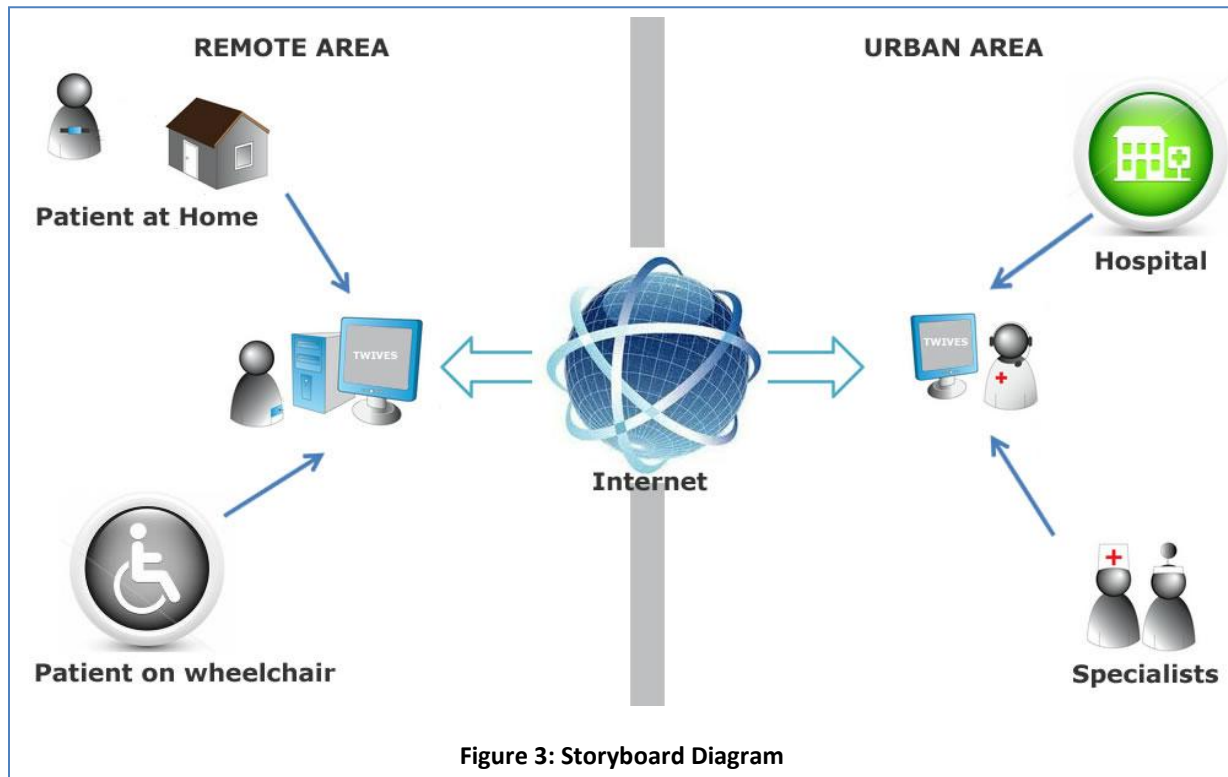 REMOTE AREA
URBAN AREA
Patient at Home
Hospital
TWIVES
TWIVES
Internet
Patient on wheelchair
Specialists
Figure 3: Storyboard Diagram